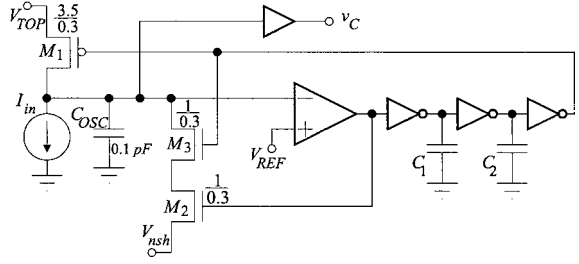 V_TOP
3.5
0.3
v_C
M_1
I_in
C_OSC
0.1 pF
1
0.3
M_3
V_REF
C_1
C_2
1
0.3
M_2
V_nsh